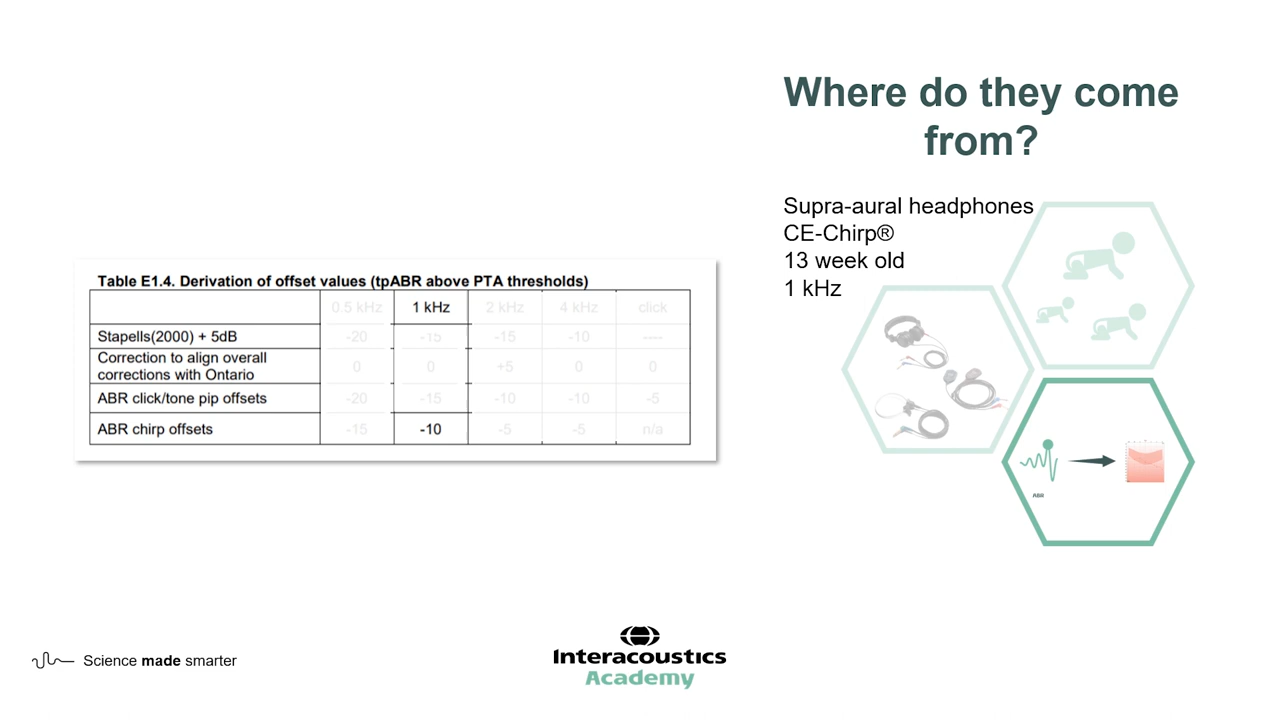 Where do they come
from?
Supra-aural headphones
CE-Chirp®
13 week old
1 kHz
Table E1.4. Derivation of offset values (tpABR above PTA thresholds)
0.5 kHz 1 kHz 2 kHz 4 kHz click
Stapells(2000) + 5dB -20 -15 -15 -10 ----
Correction to align overall
corrections with Ontario 0 0 +5 0 0
ABR click/tone pip offsets -20 -15 -10 -10 -5
ABR chirp offsets -15 -10 -5 -5 n/a
ABR
Science made smarter
Interacoustics
Academy